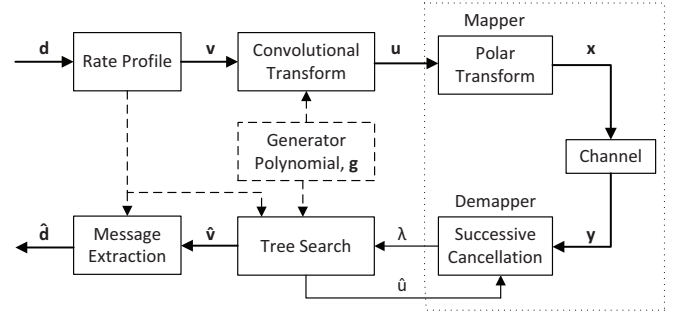 Mapper
d
Rate Profile
v
Convolutional
Transform
u
Polar
Transform
x
Generator
Polynomial, g
Channel
Demapper
d̂
Message
Extraction
v̂
Tree Search
λ
Successive
Cancellation
y
û